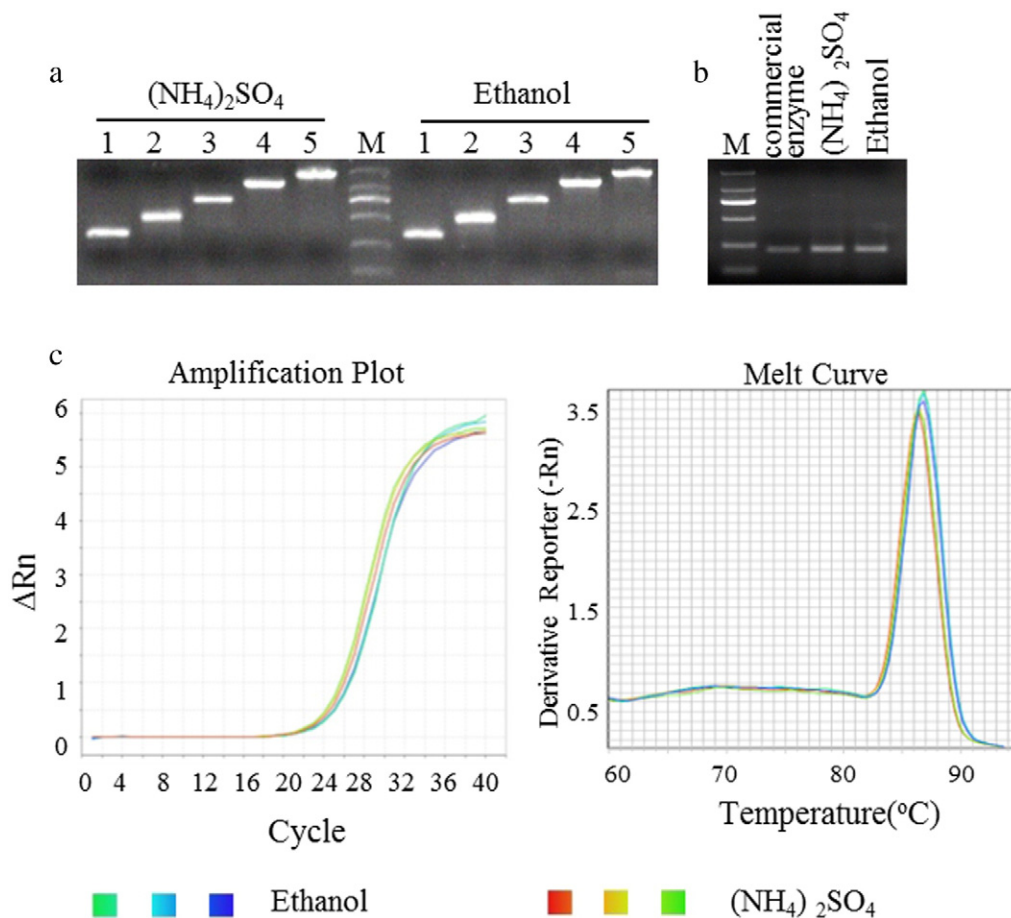 a
(NH4)2SO4
Ethanol
1 2 3 4 5 M 1 2 3 4 5
b
M
commercial enzyme
(NH4) 2SO4
Ethanol
c
Amplification Plot
6
5
4
3
2
1
0
ΔRn
0 4 8 12 16 20 24 28 32 36 40
Cycle
Melt Curve
3.5
2.5
1.5
0.5
Derivative Reporter (-Rn)
60 70 80 90
Temperature(°C)
Ethanol
(NH4) 2SO4